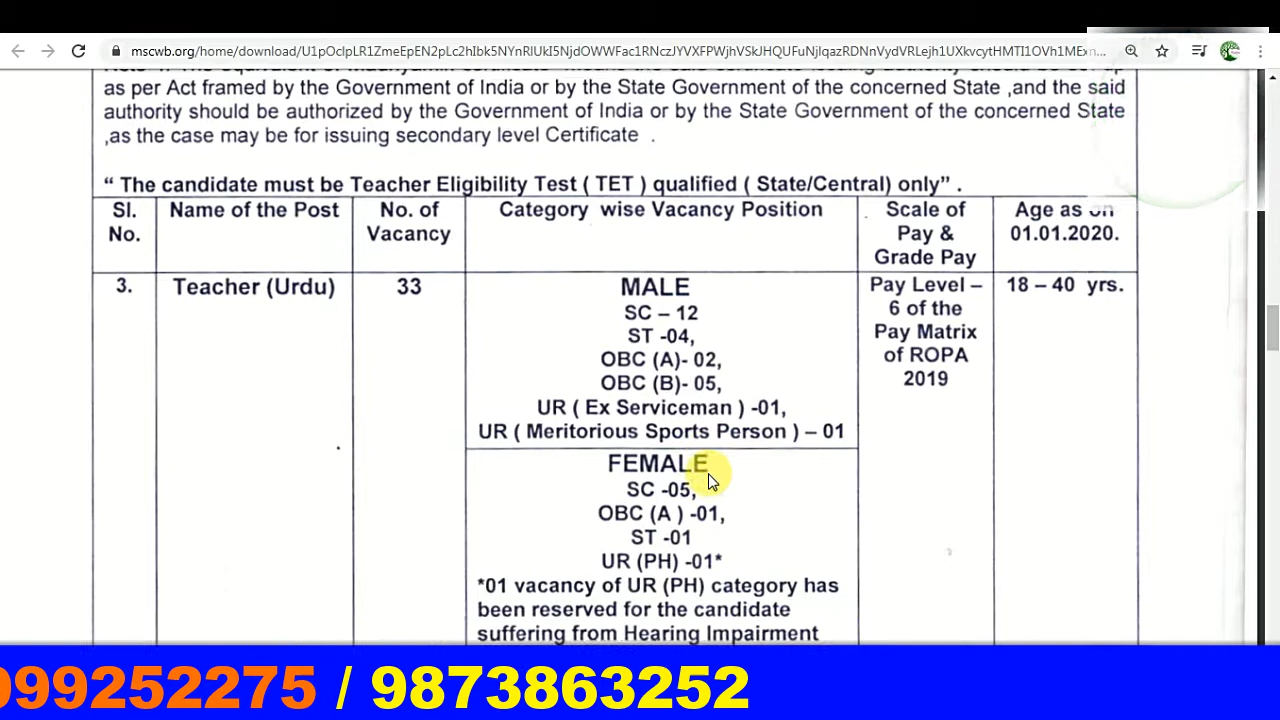 mscwb.org/home/download/
as per Act framed by the Government of India or by the State Government of the concerned State ,and the said
authority should be authorized by the Government of India or by the State Government of the concerned State
,as the case may be for issuing secondary level Certificate .
“ The candidate must be Teacher Eligibility Test ( TET ) qualified ( State/Central) only” .
Sl. No.
Name of the Post
No. of Vacancy
Category wise Vacancy Position
Scale of Pay & Grade Pay
Age as on 01.01.2020.
3.
Teacher (Urdu)
33
MALE
SC – 12
ST -04,
OBC (A)- 02,
OBC (B)- 05,
UR ( Ex Serviceman ) -01,
UR ( Meritorious Sports Person ) – 01
FEMALE
SC -05,
OBC (A ) -01,
ST -01
UR (PH) -01*
*01 vacancy of UR (PH) category has
been reserved for the candidate
suffering from Hearing Impairment
Pay Level –
6 of the
Pay Matrix
of ROPA
2019
18 – 40 yrs.
099252275 / 9873863252